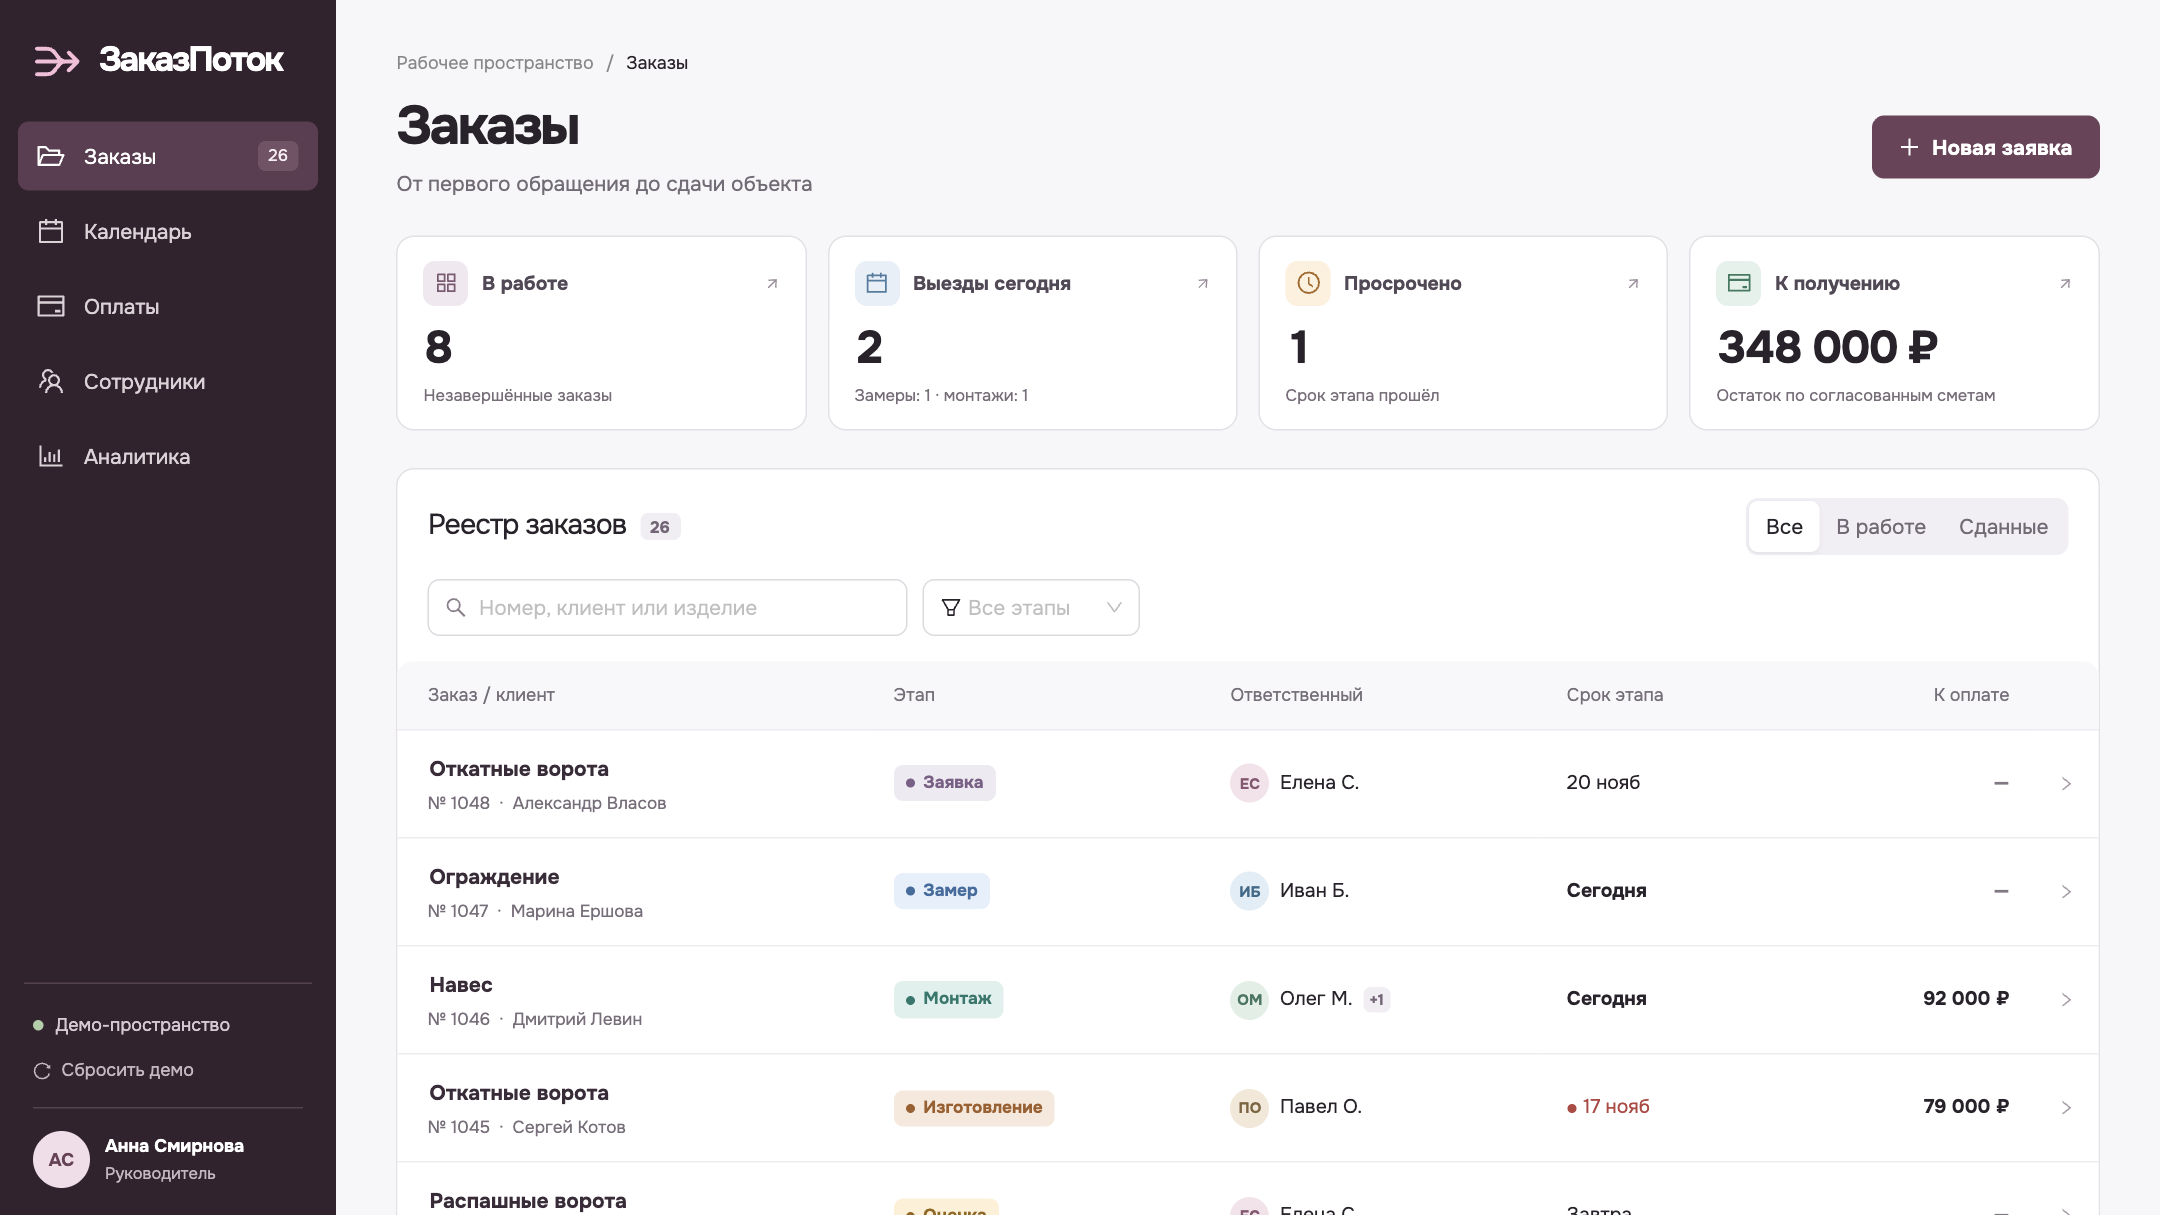 ЗаказПоток
Заказы 26
Календарь
Оплаты
Сотрудники
Аналитика
Демо-пространство
Сбросить демо
АС
Анна Смирнова
Руководитель
Рабочее пространство / Заказы
Заказы
От первого обращения до сдачи объекта
+ Новая заявка
В работе
8
Незавершённые заказы
Выезды сегодня
2
Замеры: 1 · монтажи: 1
Просрочено
1
Срок этапа прошёл
К получению
348 000 ₽
Остаток по согласованным сметам
Реестр заказов 26
Все В работе Сданные
Номер, клиент или изделие
Все этапы
Заказ / клиент Этап Ответственный Срок этапа К оплате
Откатные ворота
№ 1048 · Александр Власов
Заявка
ЕС Елена С.
20 нояб
—
Ограждение
№ 1047 · Марина Ершова
Замер
ИБ Иван Б.
Сегодня
—
Навес
№ 1046 · Дмитрий Левин
Монтаж
ОМ Олег М. +1
Сегодня
92 000 ₽
Откатные ворота
№ 1045 · Сергей Котов
Изготовление
ПО Павел О.
17 нояб
79 000 ₽
Распашные ворота
Оценка
ЕС Елена С.
Завтра
—